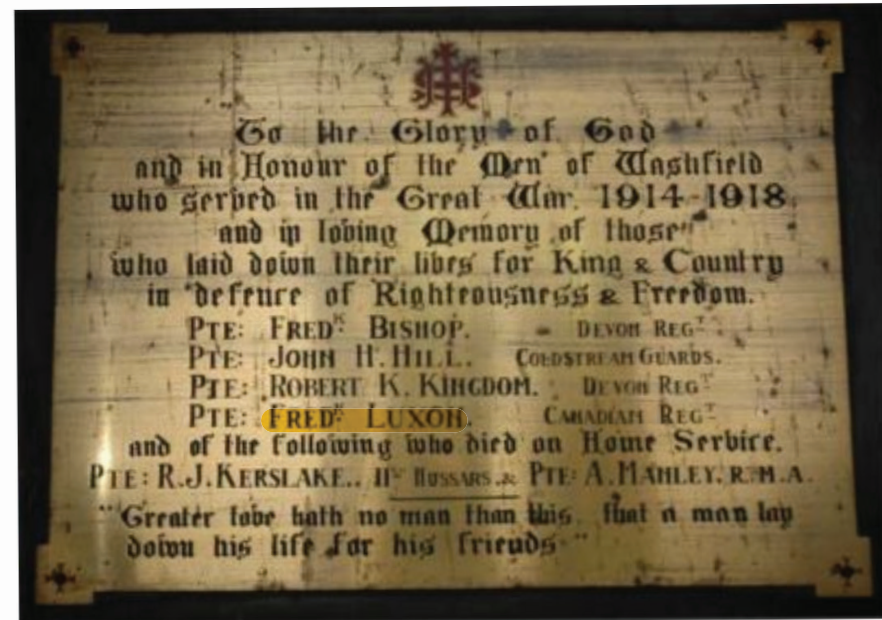 IHS
To the Glory of God
and in Honour of the Men of Washfield
who served in the Great War. 1914-1918,
and in loving Memory of those
who laid down their lives for King & Country
in defence of Righteousness & Freedom.
PTE: FREDK. BISHOP. - DEVON REGT.
PTE: JOHN H. HILL. COLDSTREAM GUARDS.
PTE: ROBERT K. KINGDOM. DEVON REGT
PTE: FREDK. LUXON. CANADIAN REGT.
and of the following who died on Home Service.
PTE: R.J. KERSLAKE., HUSSARS. & PTE: A. MANLEY. R.M.A.
"Greater love hath no man than this, that a man lay
down his life for his friends."